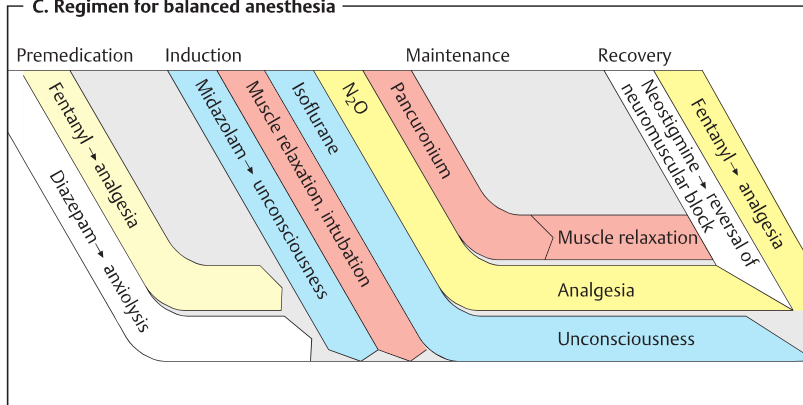 C. Regimen for balanced anesthesia
Premedication
Induction
Maintenance
Recovery
Fentanyl → analgesia
Diazepam → anxiolysis
Midazolam → unconsciousness
Muscle relaxation, intubation
Isoflurane
N₂O
Pancuronium
Neostigmine → reversal of
neuromuscular block
Fentanyl → analgesia
Muscle relaxation
Analgesia
Unconsciousness